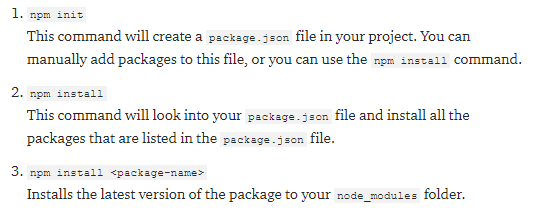 1. npm init
This command will create a package.json file in your project. You can
manually add packages to this file, or you can use the npm install command.
2. npm install
This command will look into your package.json file and install all the
packages that are listed in the package.json file.
3. npm install <package-name>
Installs the latest version of the package to your node_modules folder.